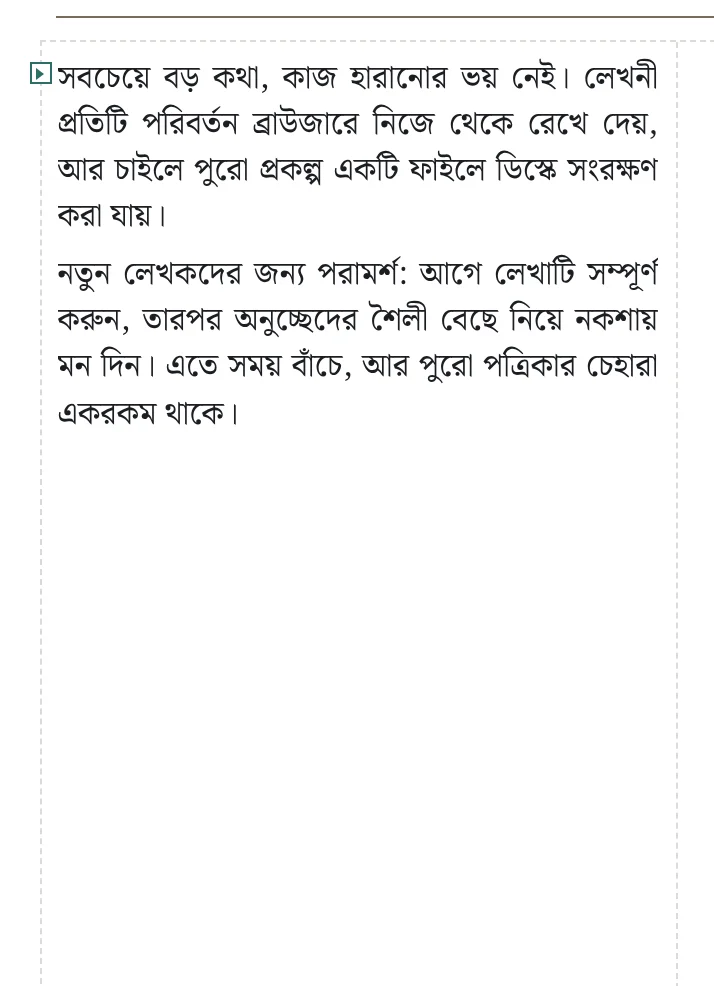 সবচেয়ে বড় কথা, কাজ হারানোর ভয় নেই। লেখনী
প্রতিটি পরিবর্তন ব্রাউজারে নিজে থেকে রেখে দেয়,
আর চাইলে পুরো প্রকল্প একটি ফাইলে ডিস্কে সংরক্ষণ
করা যায়।
নতুন লেখকদের জন্য পরামর্শ: আগে লেখাটি সম্পূর্ণ
করুন, তারপর অনুচ্ছেদের শৈলী বেছে নিয়ে নকশায়
মন দিন। এতে সময় বাঁচে, আর পুরো পত্রিকার চেহারা
একরকম থাকে।